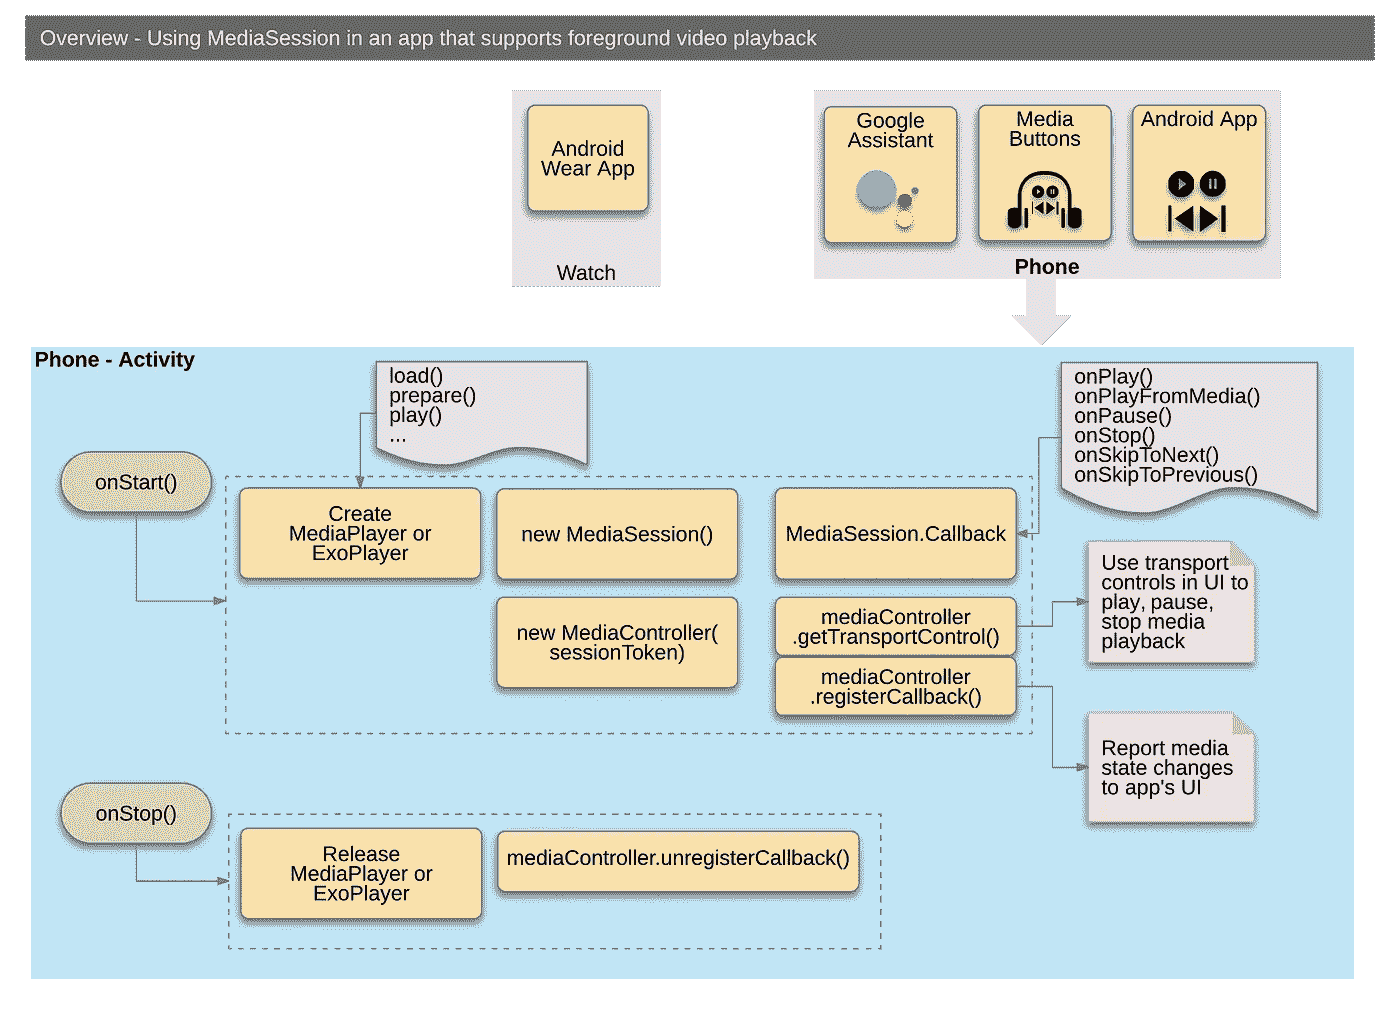 Overview - Using MediaSession in an app that supports foreground video playback
Android
Wear App
Watch
Google
Assistant
Media
Buttons
Android App
Phone
Phone - Activity
load()
prepare()
play()
...
onPlay()
onPlayFromMedia()
onPause()
onStop()
onSkipToNext()
onSkipToPrevious()
onStart()
Create
MediaPlayer or
ExoPlayer
new MediaSession()
MediaSession.Callback
new MediaController(
sessionToken)
mediaController
.getTransportControl()
mediaController
.registerCallback()
Use transport
controls in UI to
play, pause,
stop media
playback
Report media
state changes
to app's UI
onStop()
Release
MediaPlayer or
ExoPlayer
mediaController.unregisterCallback()